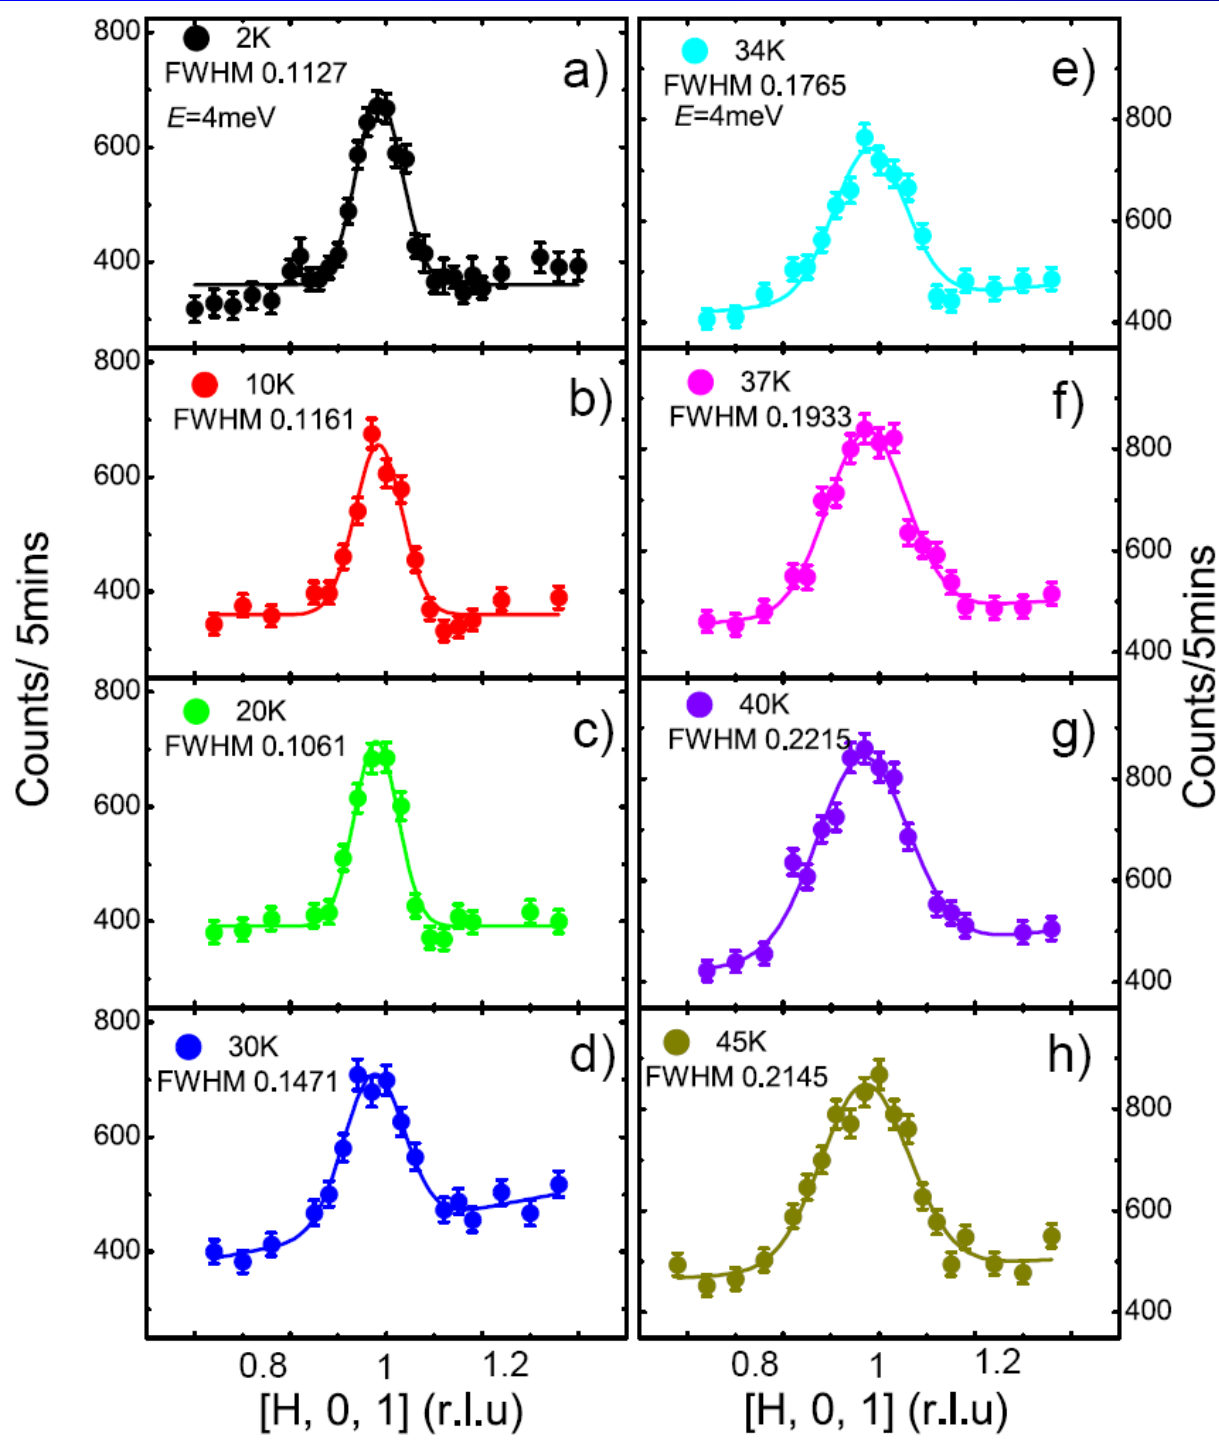 2K
FWHM 0.1127
E=4meV
a)
800
600
400
10K
FWHM 0.1161
b)
800
600
400
20K
FWHM 0.1061
c)
800
600
400
30K
FWHM 0.1471
d)
800
600
400
Counts/ 5mins
0.8 1 1.2
[H, 0, 1] (r.l.u)
34K
FWHM 0.1765
E=4meV
e)
800
600
400
37K
FWHM 0.1933
f)
800
600
400
40K
FWHM 0.2215
g)
800
600
400
45K
FWHM 0.2145
h)
800
600
400
Counts/5mins
0.8 1 1.2
[H, 0, 1] (r.l.u)